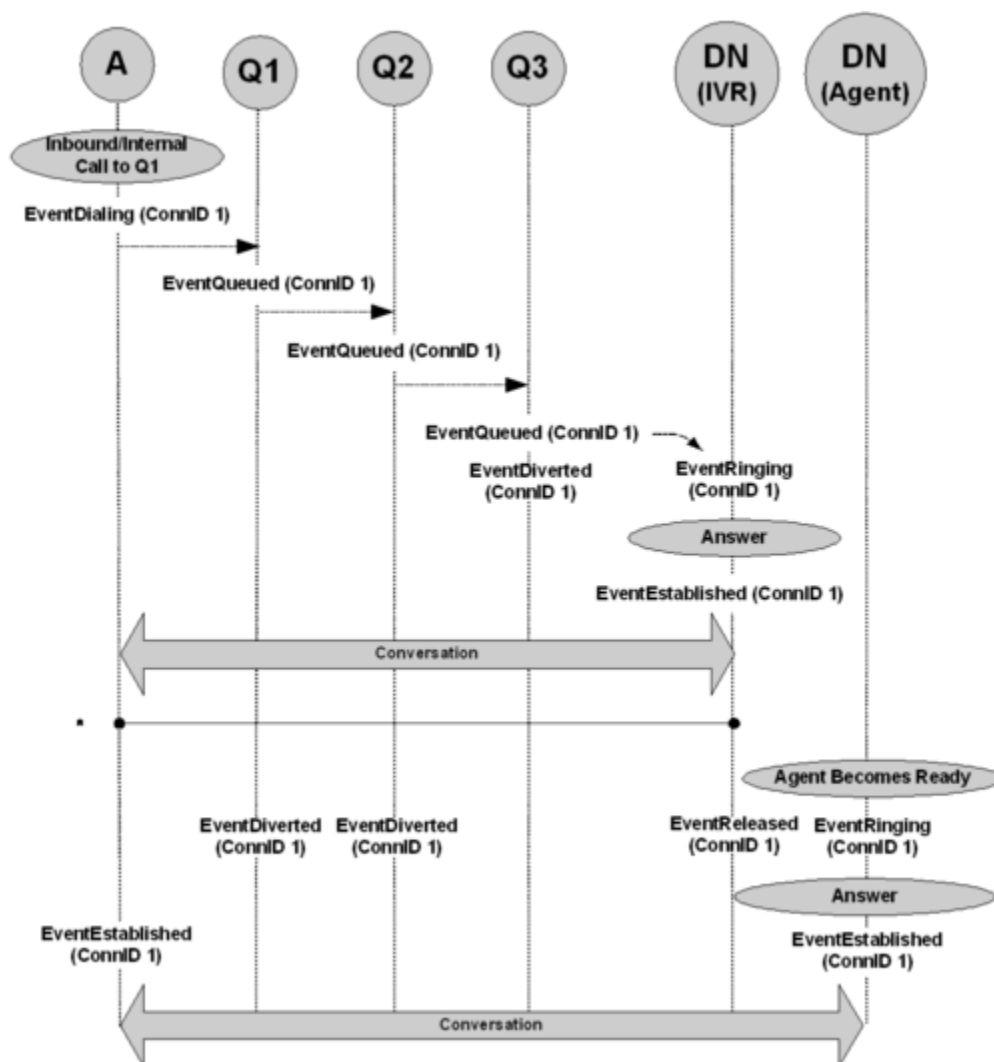 A
Q1
Q2
Q3
DN
(IVR)
DN
(Agent)
Inbound/Internal
Call to Q1
EventDialing (ConnID 1)
EventQueued (ConnID 1)
EventQueued (ConnID 1)
EventQueued (ConnID 1)
EventDiverted
(ConnID 1)
EventRinging
(ConnID 1)
Answer
EventEstablished (ConnID 1)
Conversation
*
Agent Becomes Ready
EventDiverted
(ConnID 1)
EventDiverted
(ConnID 1)
EventReleased
(ConnID 1)
EventRinging
(ConnID 1)
Answer
EventEstablished
(ConnID 1)
EventEstablished
(ConnID 1)
Conversation